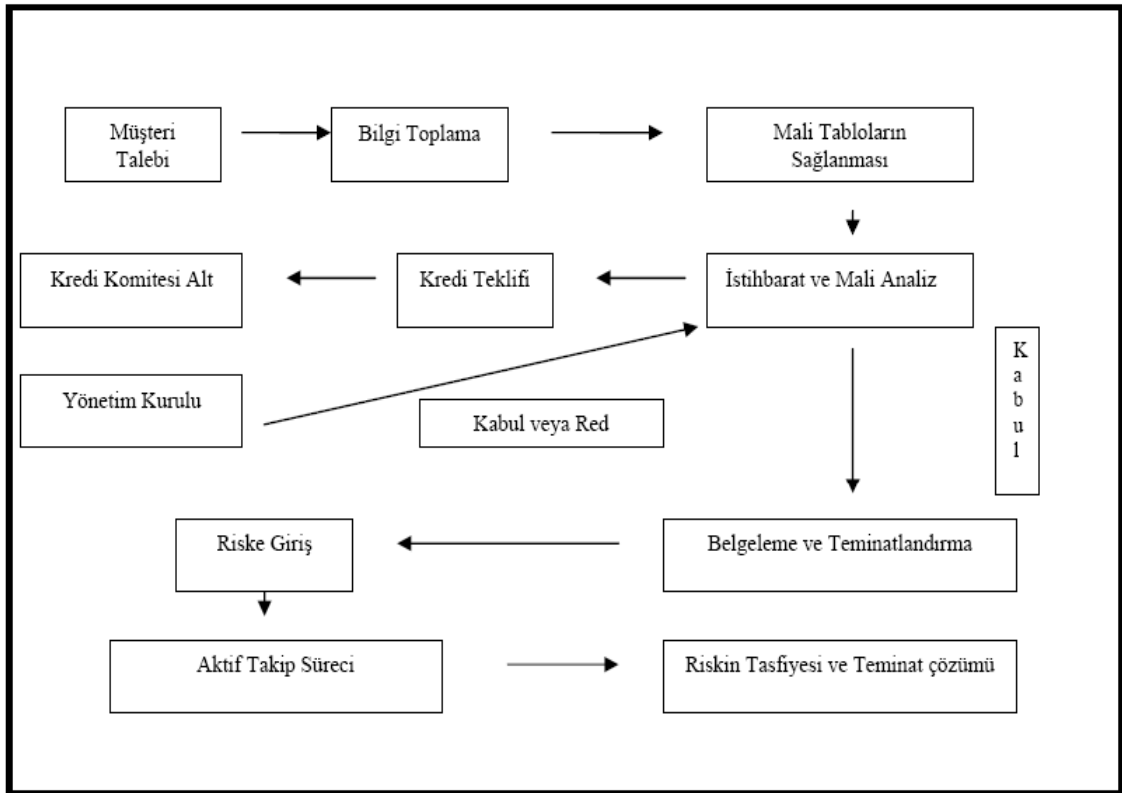 Müşteri
Talebi
Bilgi Toplama
Mali Tabloların
Sağlanması
Kredi Komitesi Alt
Kredi Teklifi
İstihbarat ve Mali Analiz
Yönetim Kurulu
Kabul veya Red
K
a
b
u
l
Riske Giriş
Belgeleme ve Teminatlandırma
Aktif Takip Süreci
Riskin Tasfiyesi ve Teminat çözümü